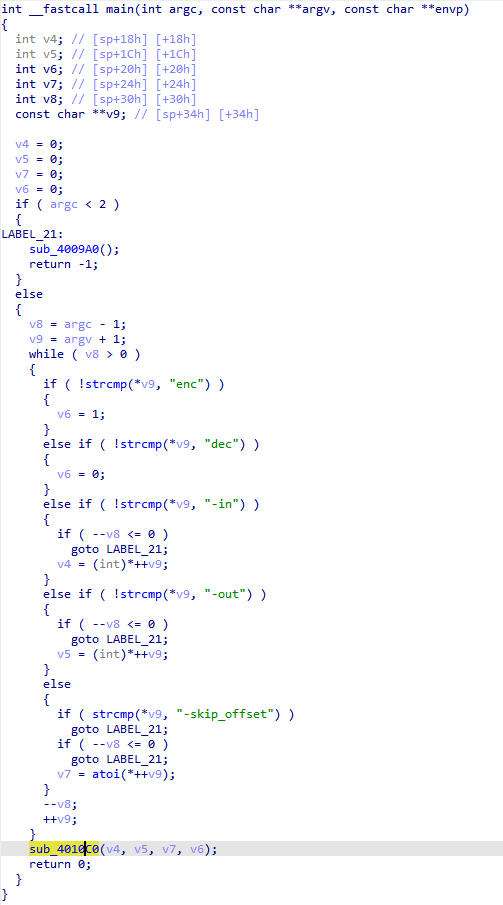 int __fastcall main(int argc, const char **argv, const char **envp)
{
  int v4; // [sp+18h] [+18h]
  int v5; // [sp+1Ch] [+1Ch]
  int v6; // [sp+20h] [+20h]
  int v7; // [sp+24h] [+24h]
  int v8; // [sp+30h] [+30h]
  const char **v9; // [sp+34h] [+34h]

  v4 = 0;
  v5 = 0;
  v7 = 0;
  v6 = 0;
  if ( argc < 2 )
  {
LABEL_21:
    sub_4009A0();
    return -1;
  }
  else
  {
    v8 = argc - 1;
    v9 = argv + 1;
    while ( v8 > 0 )
    {
      if ( !strcmp(*v9, "enc") )
      {
        v6 = 1;
      }
      else if ( !strcmp(*v9, "dec") )
      {
        v6 = 0;
      }
      else if ( !strcmp(*v9, "-in") )
      {
        if ( --v8 <= 0 )
          goto LABEL_21;
        v4 = (int)*++v9;
      }
      else if ( !strcmp(*v9, "-out") )
      {
        if ( --v8 <= 0 )
          goto LABEL_21;
        v5 = (int)*++v9;
      }
      else
      {
        if ( strcmp(*v9, "-skip_offset") )
          goto LABEL_21;
        if ( --v8 <= 0 )
          goto LABEL_21;
        v7 = atoi(*++v9);
      }
      --v8;
      ++v9;
    }
    sub_4010C0(v4, v5, v7, v6);
    return 0;
  }
}